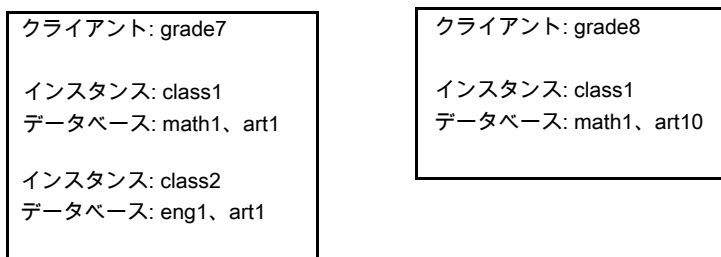 クライアント: grade7
インスタンス: class1
データベース: math1、art1
インスタンス: class2
データベース: eng1、art1
クライアント: grade8
インスタンス: class1
データベース: math1、art10